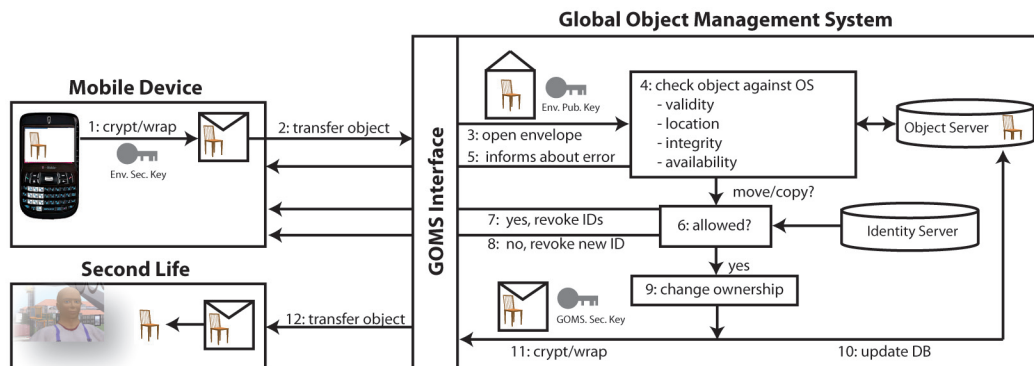 Global Object Management System
Mobile Device
1: crypt/wrap
Env. Sec. Key
2: transfer object
GOMS Interface
Env. Pub. Key
3: open envelope
5: informs about error
4: check object against OS
- validity
- location
- integrity
- availability
Object Server
move/copy?
7: yes, revoke IDs
8: no, revoke new ID
6: allowed?
Identity Server
yes
9: change ownership
GOMS. Sec. Key
Second Life
12: transfer object
11: crypt/wrap
10: update DB